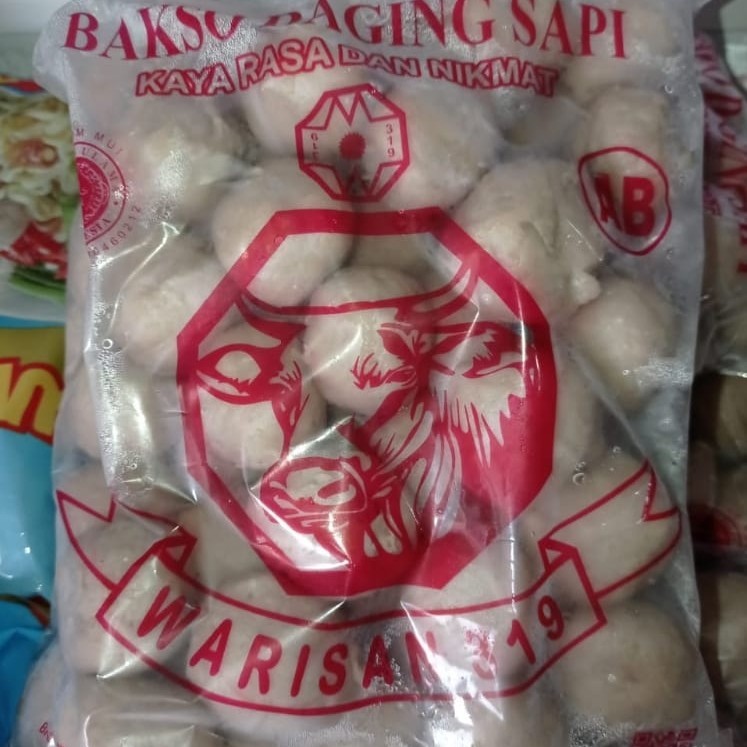 BAKSO DAGING SAPI
KAYA RASA DAN NIKMAT
319
AB
WARISAN 319